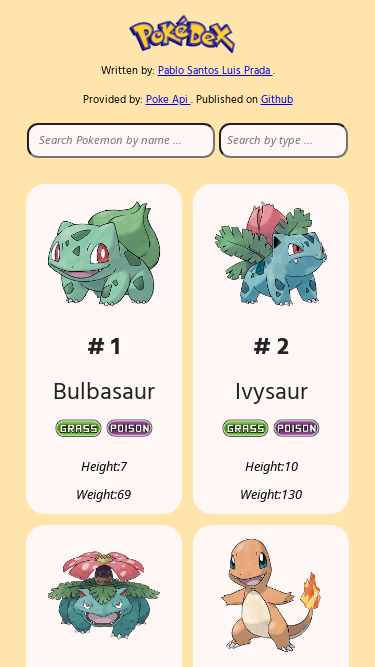 PokéDex
Written by: Pablo Santos Luis Prada .
Provided by: Poke Api . Published on Github
Search Pokemon by name ... Search by type ...
# 1 # 2
Bulbasaur Ivysaur
GRASS POISON GRASS POISON
Height:7 Height:10
Weight:69 Weight:130